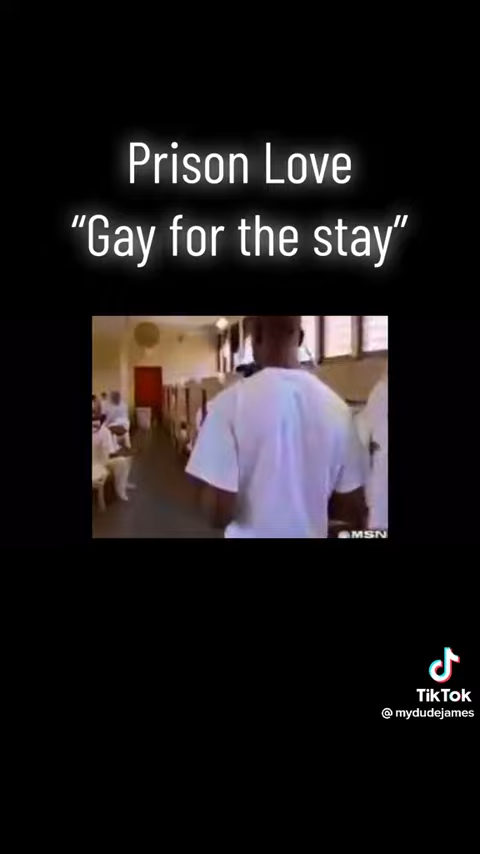 Prison Love
“Gay for the stay”
MSN
TikTok
@ mydudejames